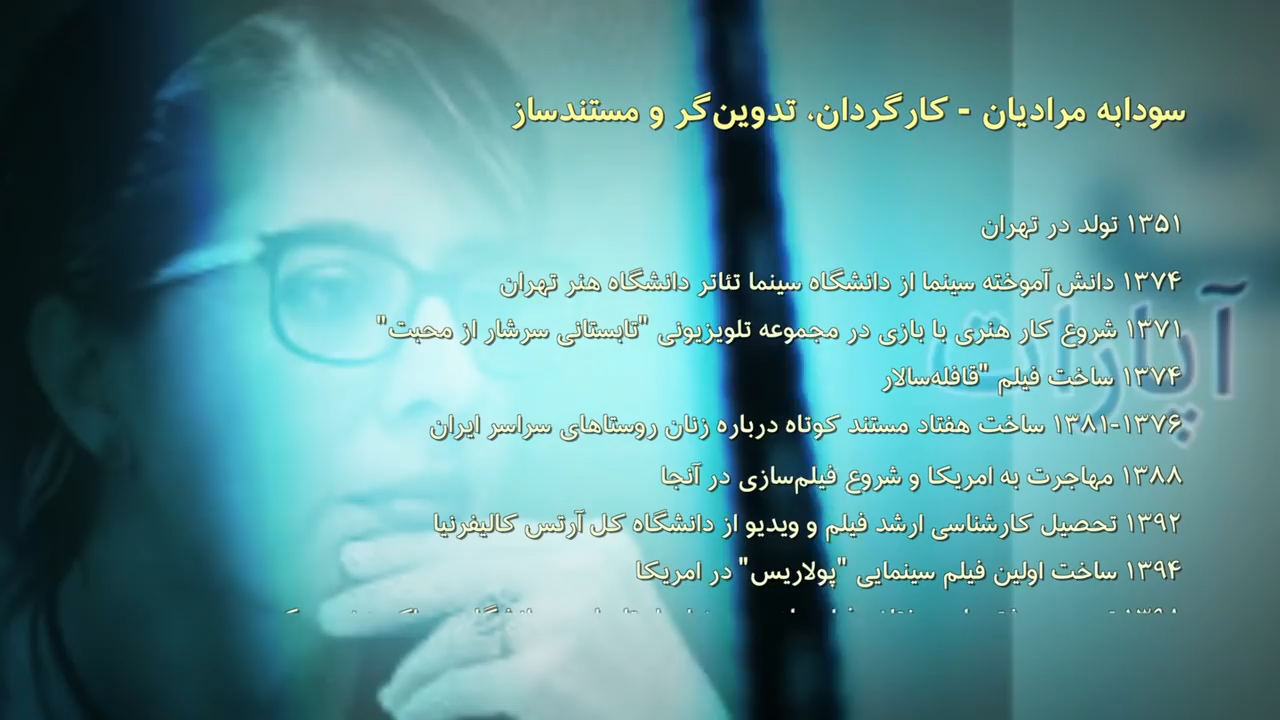 سودابه مرادیان - کارگردان، تدوین‌گر و مستندساز
۱۳۵۱ تولد در تهران
۱۳۷۴ دانش آموخته سینما از دانشگاه سینما تئاتر دانشگاه هنر تهران
۱۳۷۱ شروع کار هنری با بازی در مجموعه تلویزیونی "تابستانی سرشار از محبت"
۱۳۷۴ ساخت فیلم "قافله‌سالار
۱۳۷۶-۱۳۸۱ ساخت هفتاد مستند کوتاه درباره زنان روستاهای سراسر ایران
۱۳۸۸ مهاجرت به امریکا و شروع فیلم‌سازی در آنجا
۱۳۹۲ تحصیل کارشناسی ارشد فیلم و ویدیو از دانشگاه کل آرتس کالیفرنیا
۱۳۹۴ ساخت اولین فیلم سینمایی "پولاریس" در امریکا
آپارات